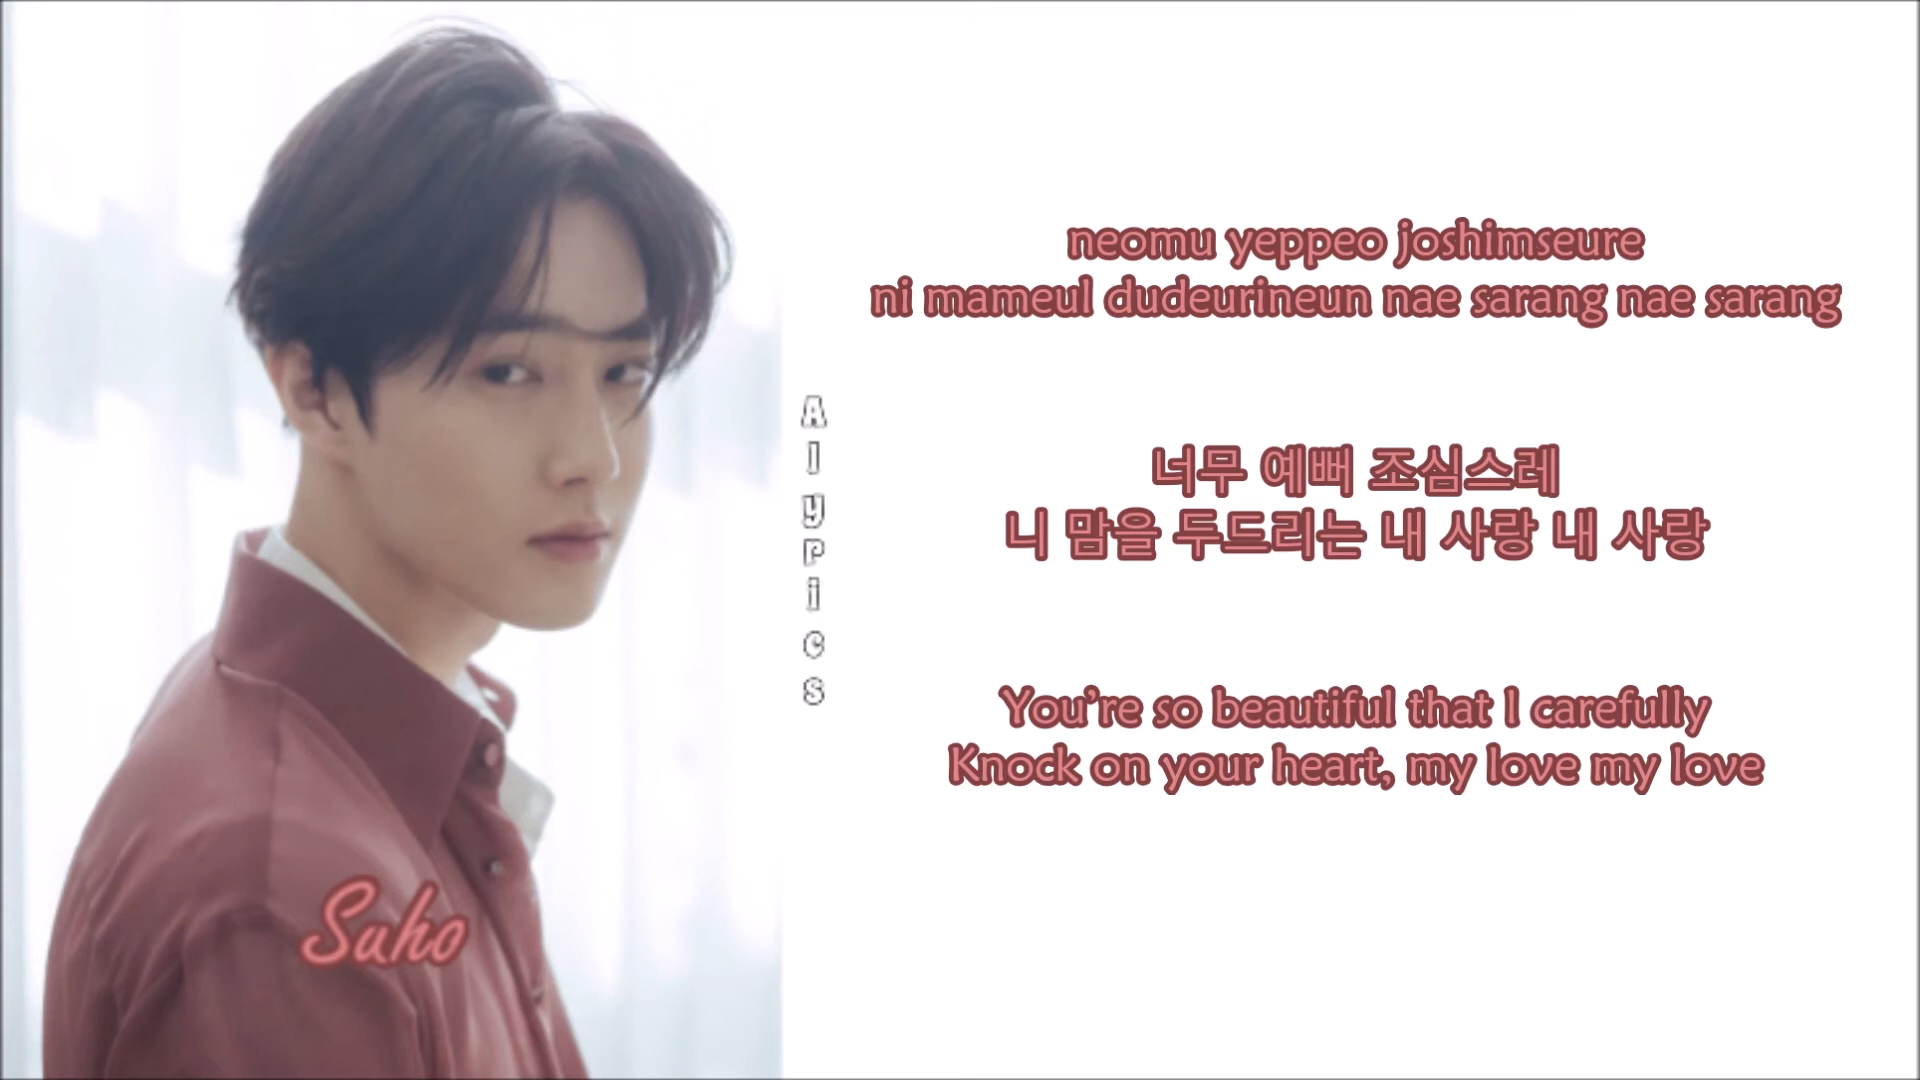 neomu yeppeo joshimseure
ni mameul dudeurineun nae sarang nae sarang
너무 예뻐 조심스레
니 맘을 두드리는 내 사랑 내 사랑
You're so beautiful that I carefully
Knock on your heart, my love my love
Alypics
Suho